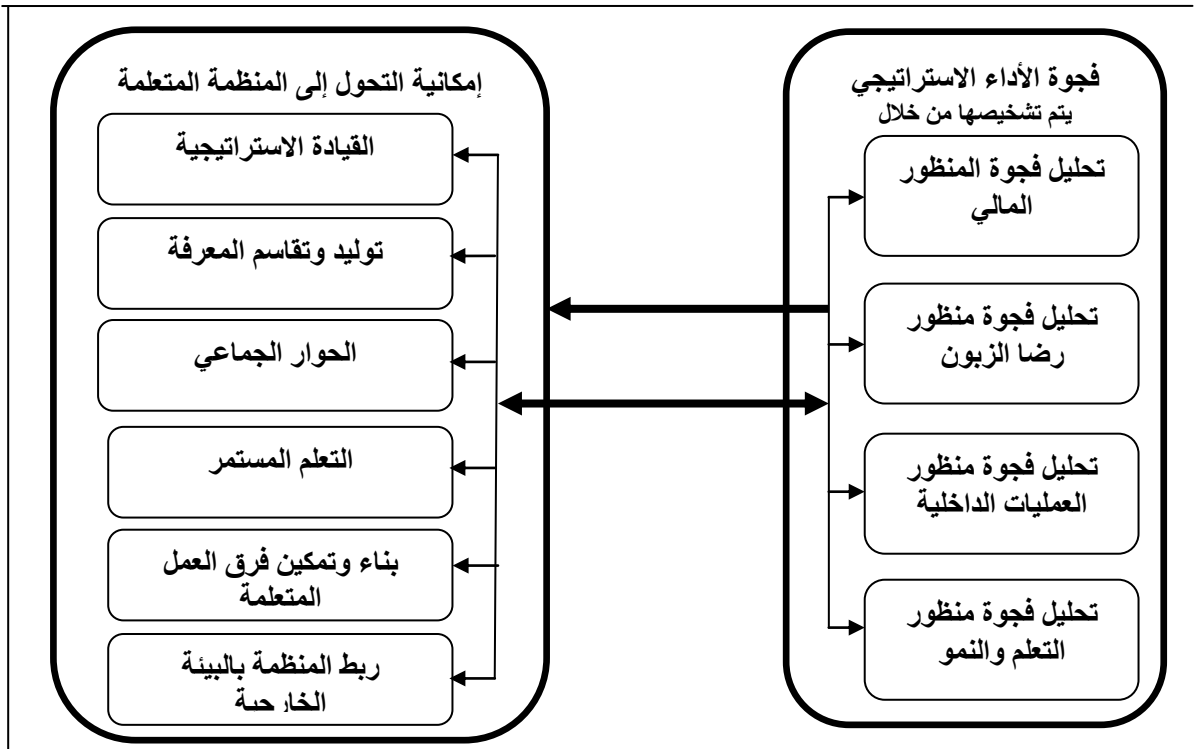 فجوة الأداء الاستراتيجي
يتم تشخيصها من خلال
تحليل فجوة المنظور
المالي
تحليل فجوة منظور
رضا الزبون
تحليل فجوة منظور
العمليات الداخلية
تحليل فجوة منظور
التعلم والنمو
إمكانية التحول إلى المنظمة المتعلمة
القيادة الاستراتيجية
توليد وتقاسم المعرفة
الحوار الجماعي
التعلم المستمر
بناء وتمكين فرق العمل
المتعلمة
ربط المنظمة بالبيئة
الخارجية